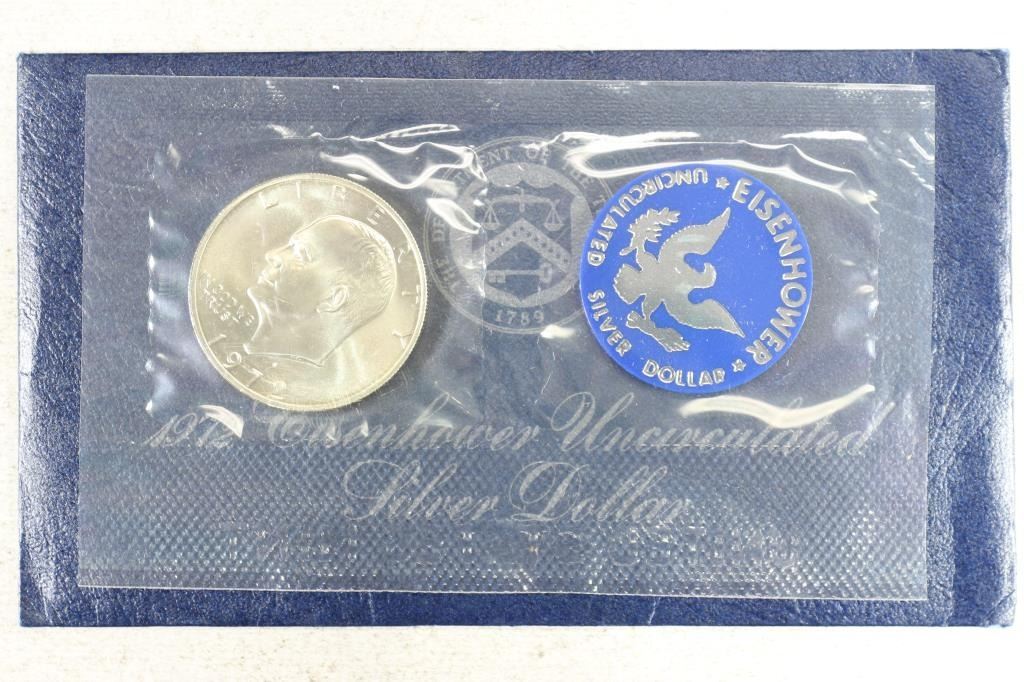 LIBERTY
IN GOD
WE TRUST
1972
THE DEPARTMENT OF THE
1789
EISENHOWER
UNCIRCULATED SILVER DOLLAR
1972 Eisenhower Uncirculated
Silver Dollar